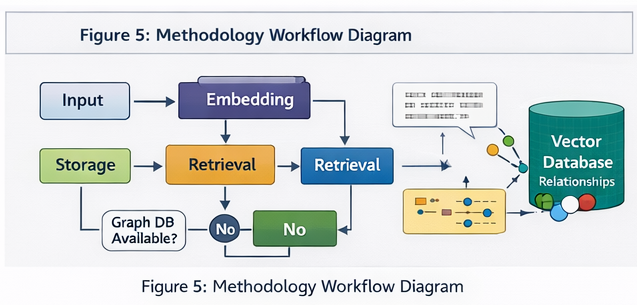 Figure 5: Methodology Workflow Diagram
Input
Embedding
Storage
Retrieval
Retrieval
Vector
Database
Relationships
Graph DB
Available?
No
No
Figure 5: Methodology Workflow Diagram